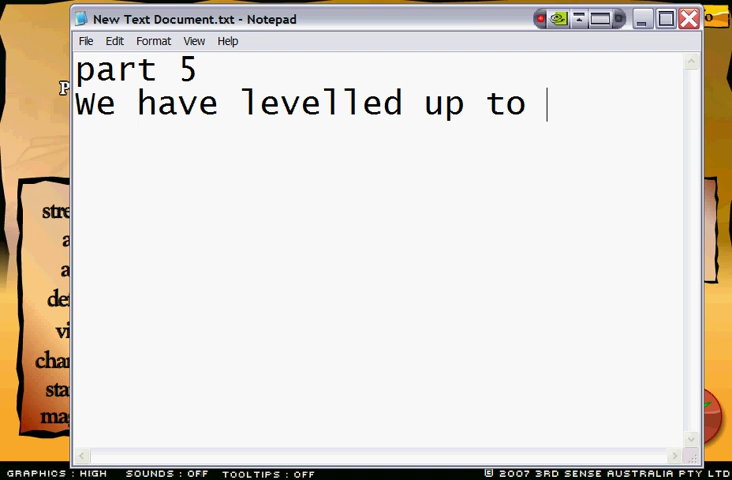 New Text Document.txt - Notepad
File Edit Format View Help
part 5
We have levelled up to
GRAPHICS : HIGH SOUNDS : OFF TOOLTIPS : OFF
© 2007 3RD SENSE AUSTRALIA PTY LTD